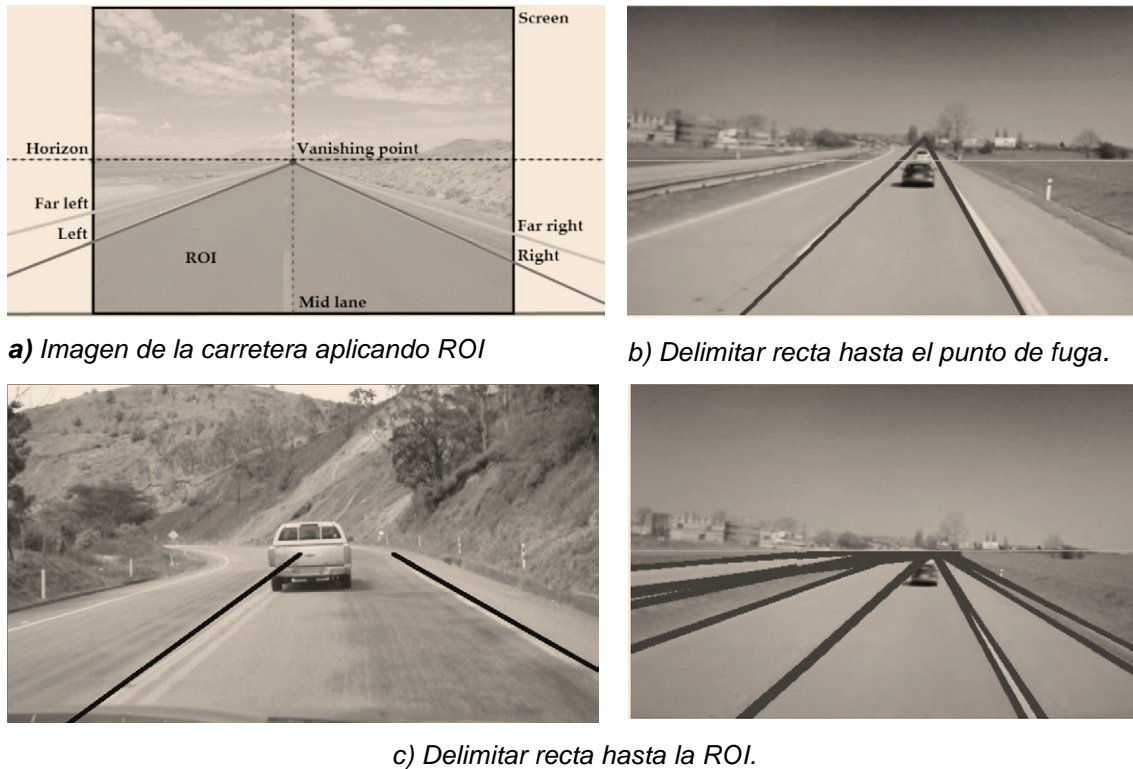 Screen
Horizon
Vanishing point
Far left
Left
Far right
Right
ROI
Mid lane
a) Imagen de la carretera aplicando ROI
b) Delimitar recta hasta el punto de fuga.
c) Delimitar recta hasta la ROI.